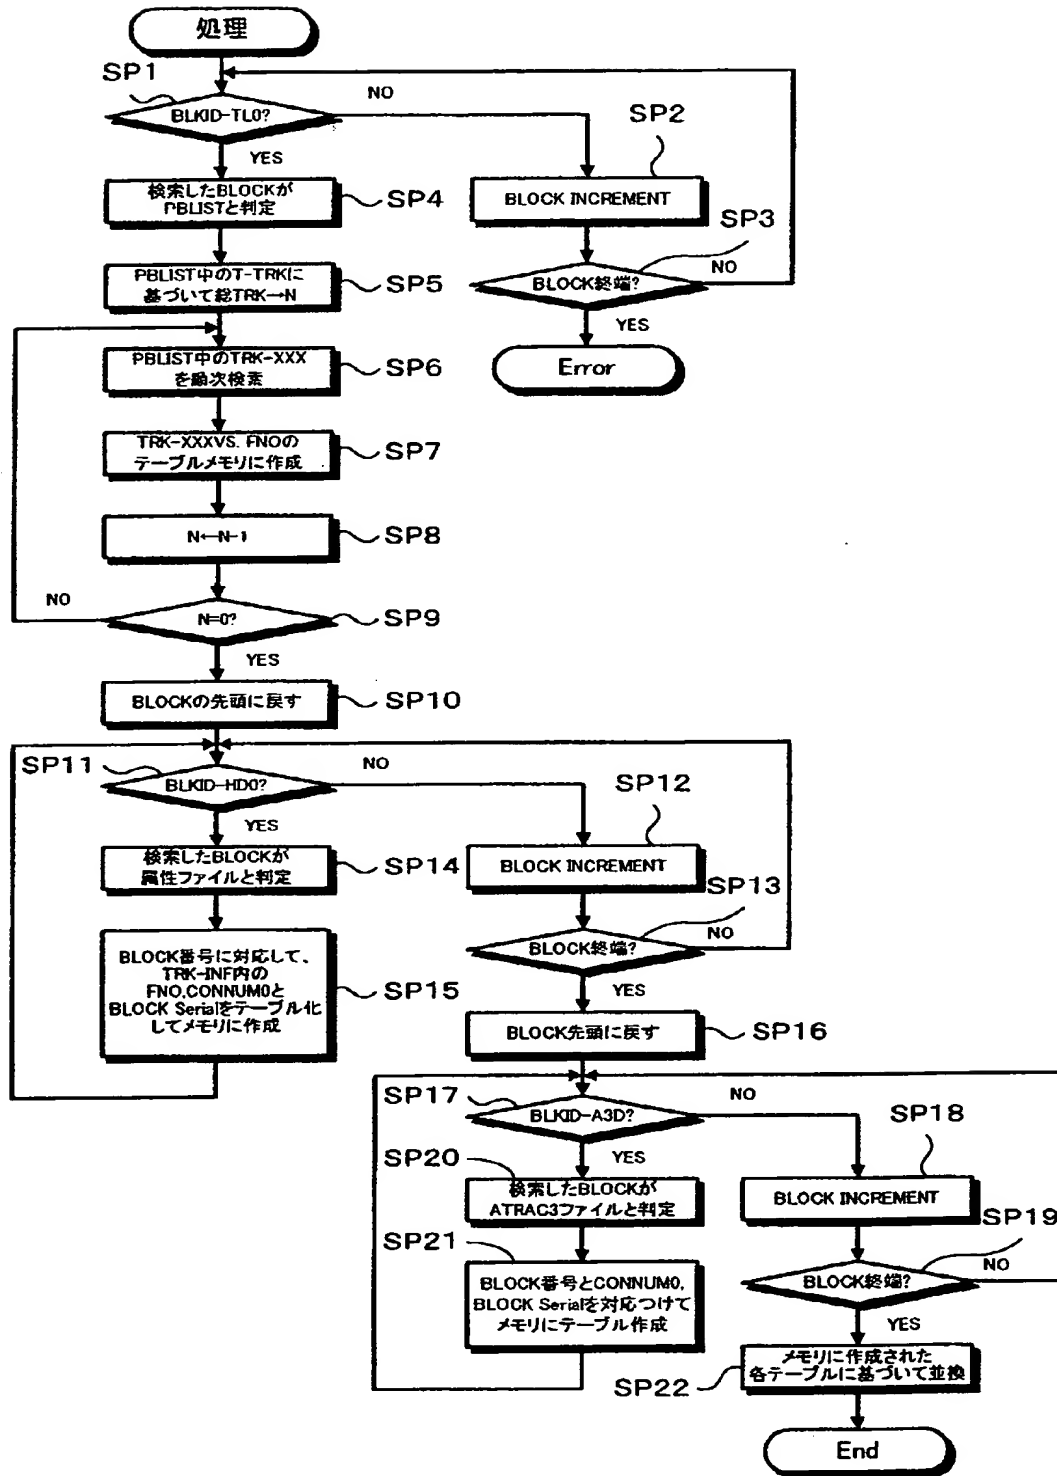 処理
SP1
BLKID-TL0?
NO
YES
SP2
BLOCK INCREMENT
SP3
BLOCK終端?
NO
YES
Error
検索したBLOCKが
PBLISTと判定
SP4
PBLIST中のT-TRKに
基づいて総TRK→N
SP5
PBLIST中のTRK-XXX
を順次検索
SP6
TRK-XXXVS. FNOの
テーブルメモリに作成
SP7
N←N-1
SP8
NO
N=0?
SP9
YES
BLOCKの先頭に戻す
SP10
SP11
BLKID-HD0?
NO
YES
SP12
BLOCK INCREMENT
SP13
BLOCK終端?
NO
YES
検索したBLOCKが
属性ファイルと判定
SP14
BLOCK番号に対応して、
TRK-INF内の
FNO,CONNUM0と
BLOCK Serialをテーブル化
してメモリに作成
SP15
BLOCK先頭に戻す
SP16
SP17
BLKID-A3D?
NO
YES
SP18
BLOCK INCREMENT
SP19
BLOCK終端?
NO
YES
SP20
検索したBLOCKが
ATRAC3ファイルと判定
SP21
BLOCK番号とCONNUM0,
BLOCK Serialを対応つけて
メモリにテーブル作成
メモリに作成された
各テーブルに基づいて並換
SP22
End